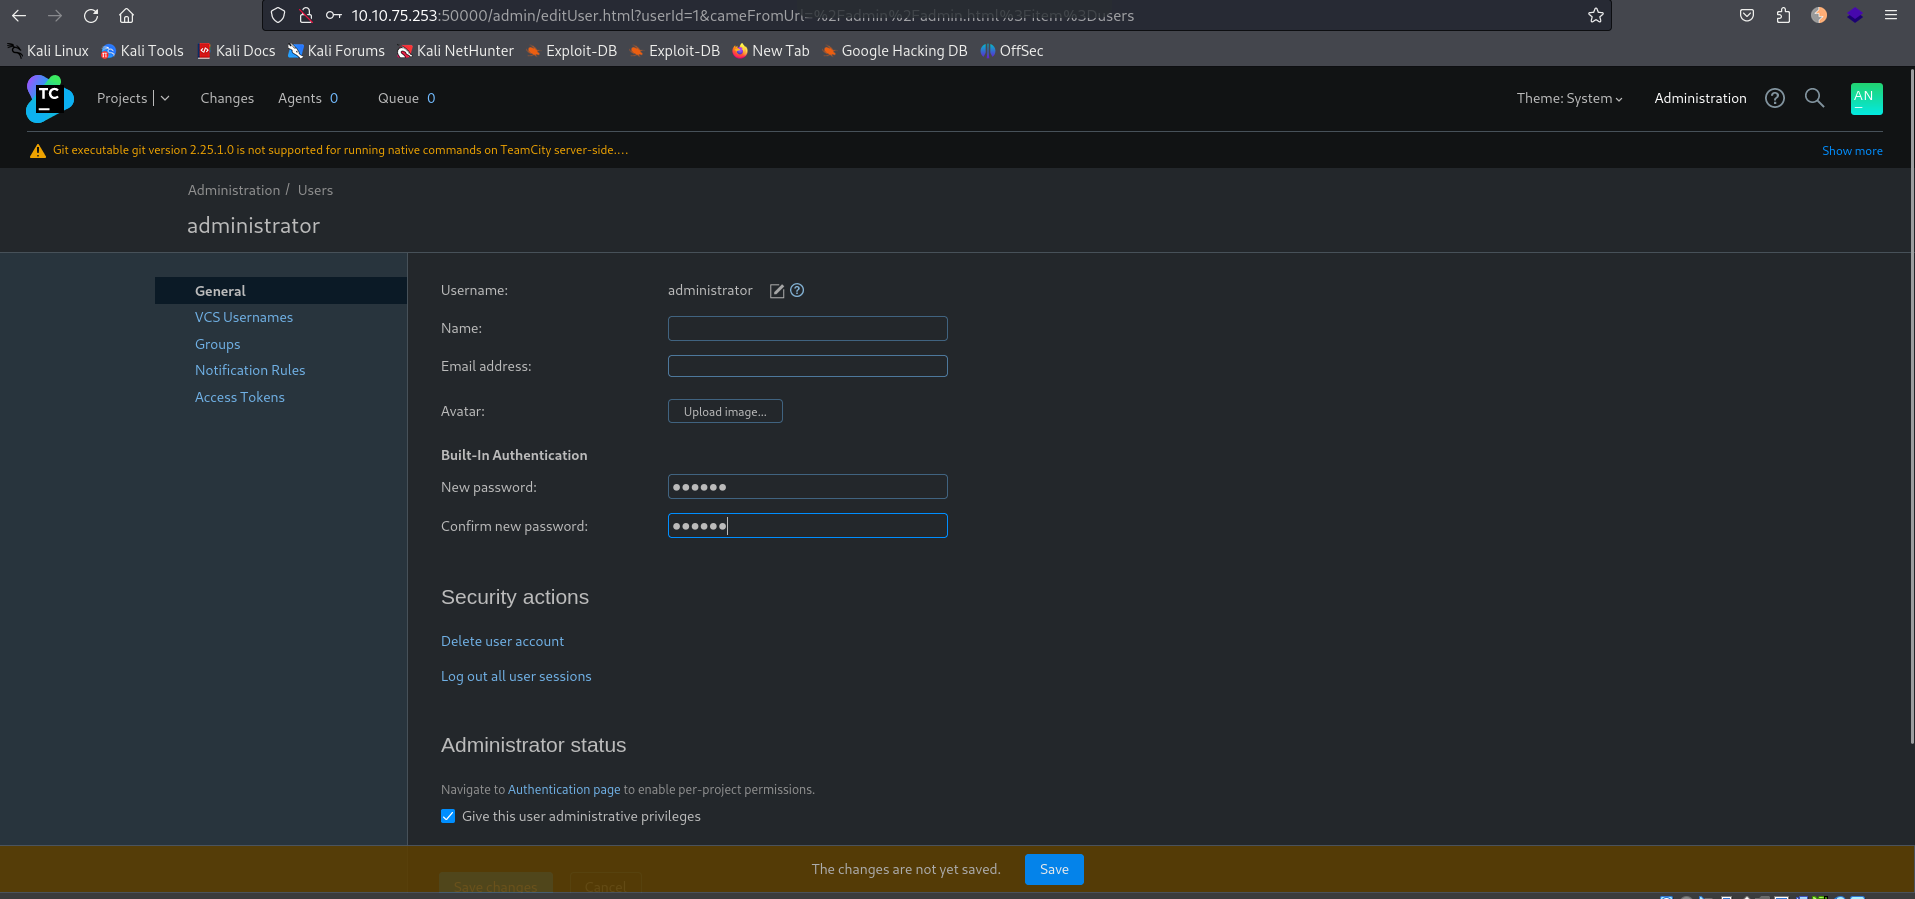 10.10.75.253:50000/admin/editUser.html?userId=1&cameFromUrl=%2Fadmin%2Fadmin.html%3Fitem%3Dusers
Kali Linux Kali Tools Kali Docs Kali Forums Kali NetHunter Exploit-DB Exploit-DB New Tab Google Hacking DB OffSec
TC Projects Changes Agents 0 Queue 0 Theme: System Administration AN
Git executable git version 2.25.1.0 is not supported for running native commands on TeamCity server-side.... Show more
Administration / Users
administrator
General
VCS Usernames
Groups
Notification Rules
Access Tokens
Username: administrator
Name:
Email address:
Avatar: Upload image...
Built-In Authentication
New password: ●●●●●●
Confirm new password: ●●●●●●
Security actions
Delete user account
Log out all user sessions
Administrator status
Navigate to Authentication page to enable per-project permissions.
Give this user administrative privileges
The changes are not yet saved. Save
Save changes Cancel